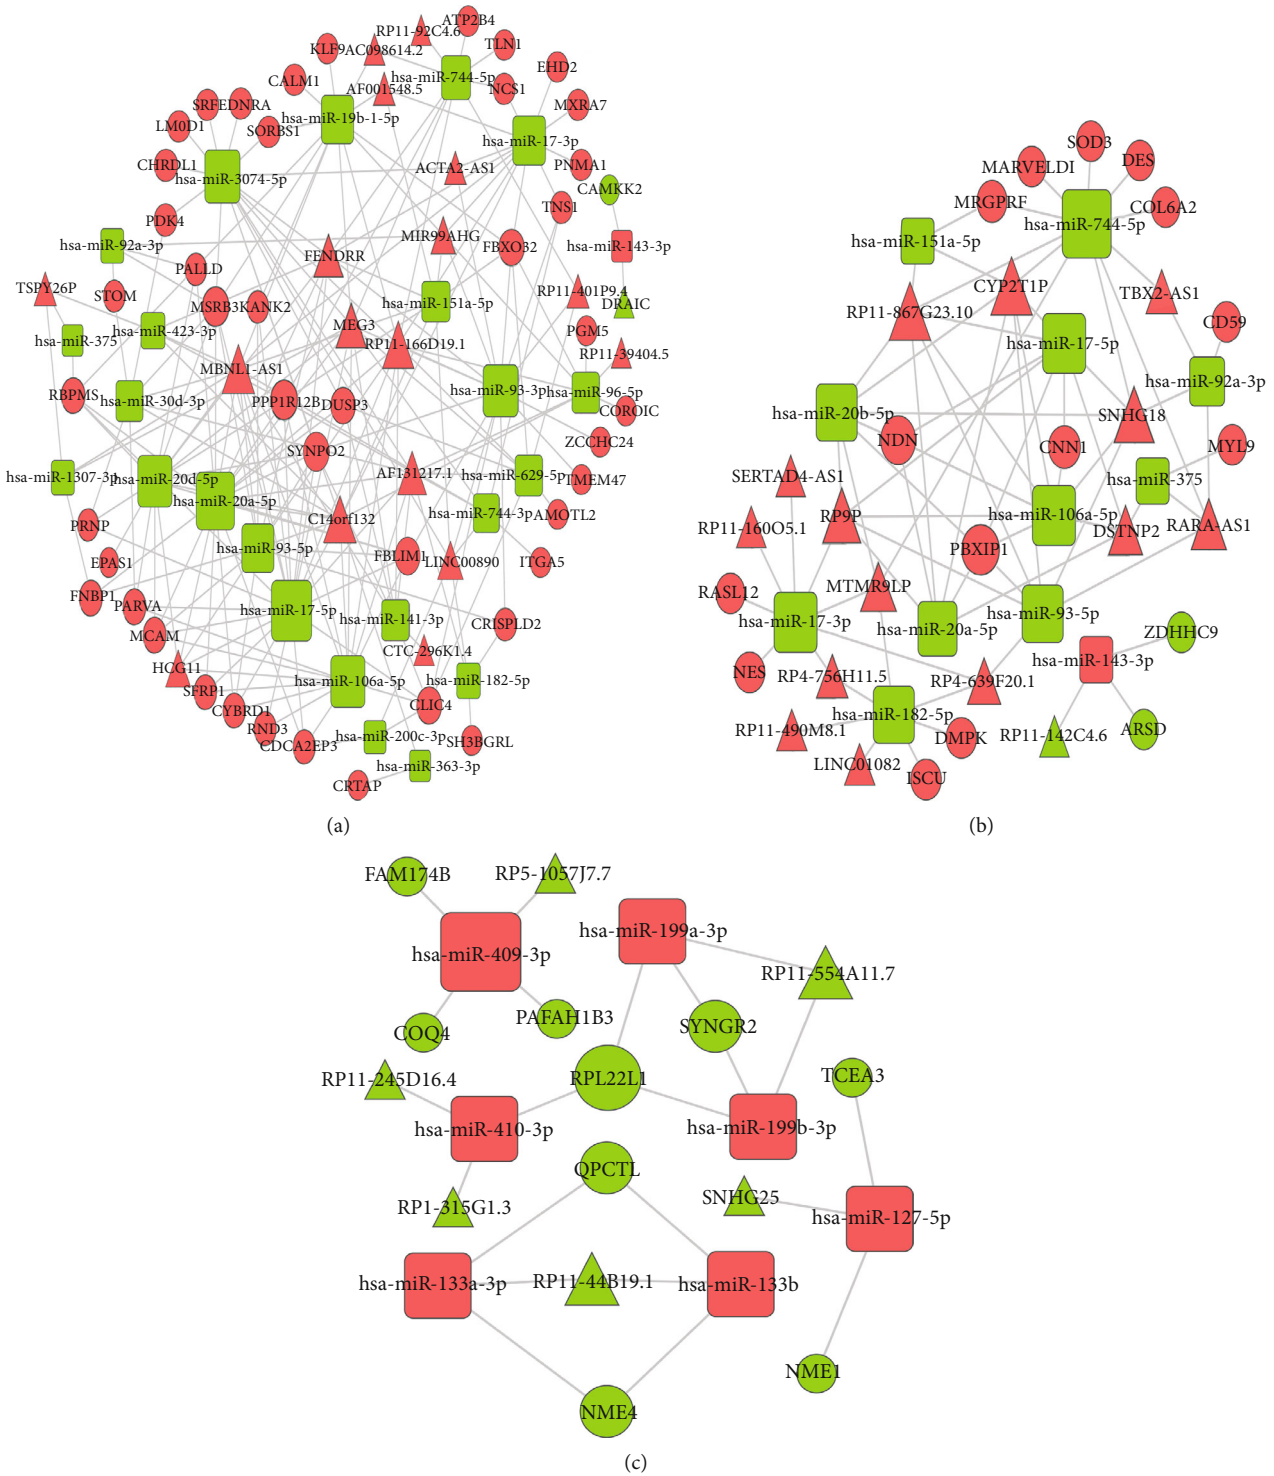 RP11-92C4.6
ATP2B4
KLF9
AC098614.2
TLN1
CALM1
AF001548.5
hsa-miR-744-5p
NCS1
EHD2
SRF
EDNRA
MXRA7
LM0D1
SORBS1
hsa-miR-19b-1-5p
hsa-miR-17-3p
CHRDL1
hsa-miR-3074-5p
ACTA2-AS1
PNMA1
CAMKK2
PDK4
TNS1
hsa-miR-92a-3p
MIR99AHG
FBXO32
hsa-miR-143-3p
PALLD
FENDRR
TSPY26P
STOM
MSRB3
KANK2
hsa-miR-151a-5p
RP11-401P9.4
DRAIC
hsa-miR-375
hsa-miR-423-3p
MEG3
RP11-166D19.1
PGM5
RP11-39404.5
MBNL1-AS1
RBPMS
hsa-miR-30d-3p
PPP1R12B
DUSP3
hsa-miR-93-3p
hsa-miR-96-5p
COROIC
SYNPO2
ZCCHC24
hsa-miR-1307-3p
hsa-miR-20d-5p
hsa-miR-20a-5p
AF131217.1
hsa-miR-629-5p
TMEM47
PRNP
C14orf132
hsa-miR-744-3p
AMOTL2
EPAS1
hsa-miR-93-5p
FBLIM1
LINC00890
ITGA5
FNBP1
PARVA
hsa-miR-17-5p
hsa-miR-141-3p
CRISPLD2
MCAM
CTC-296K1.4
HCG11
SFRP1
hsa-miR-106a-5p
hsa-miR-182-5p
CYBRD1
CLIC4
RND3
CDCA2EP3
hsa-miR-200c-3p
SH3BGRL
hsa-miR-363-3p
CRTAP
(a)
SOD3
MARVELDI
DES
MRGPRF
COL6A2
hsa-miR-744-5p
hsa-miR-151a-5p
CYP2T1P
TBX2-AS1
RP11-867G23.10
CD59
hsa-miR-17-5p
hsa-miR-92a-3p
hsa-miR-20b-5p
SNHG18
NDN
CNN1
MYL9
SERTAD4-AS1
hsa-miR-375
RP11-160O5.1
RP9P
hsa-miR-106a-5p
DSTNP2
RARA-AS1
PBXIP1
RASL12
MTMR9LP
hsa-miR-17-3p
hsa-miR-20a-5p
hsa-miR-93-5p
ZDHHC9
NES
RP4-756H11.5
RP4-639F20.1
hsa-miR-143-3p
RP11-490M8.1
hsa-miR-182-5p
DMPK
RP11-142C4.6
ARSD
LINC01082
ISCU
(b)
FAM174B
RP5-1057J7.7
hsa-miR-409-3p
hsa-miR-199a-3p
RP11-554A11.7
COQ4
PAFAH1B3
SYNGR2
RP11-245D16.4
RPL22L1
TCEA3
hsa-miR-410-3p
hsa-miR-199b-3p
QPCTL
RP1-315G1.3
SNHG25
hsa-miR-127-5p
hsa-miR-133a-3p
RP11-44B19.1
hsa-miR-133b
NME1
NME4
(c)